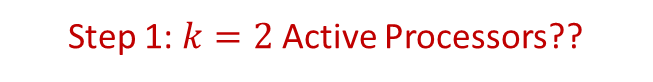 Step 1: k = 2 Active Processors??